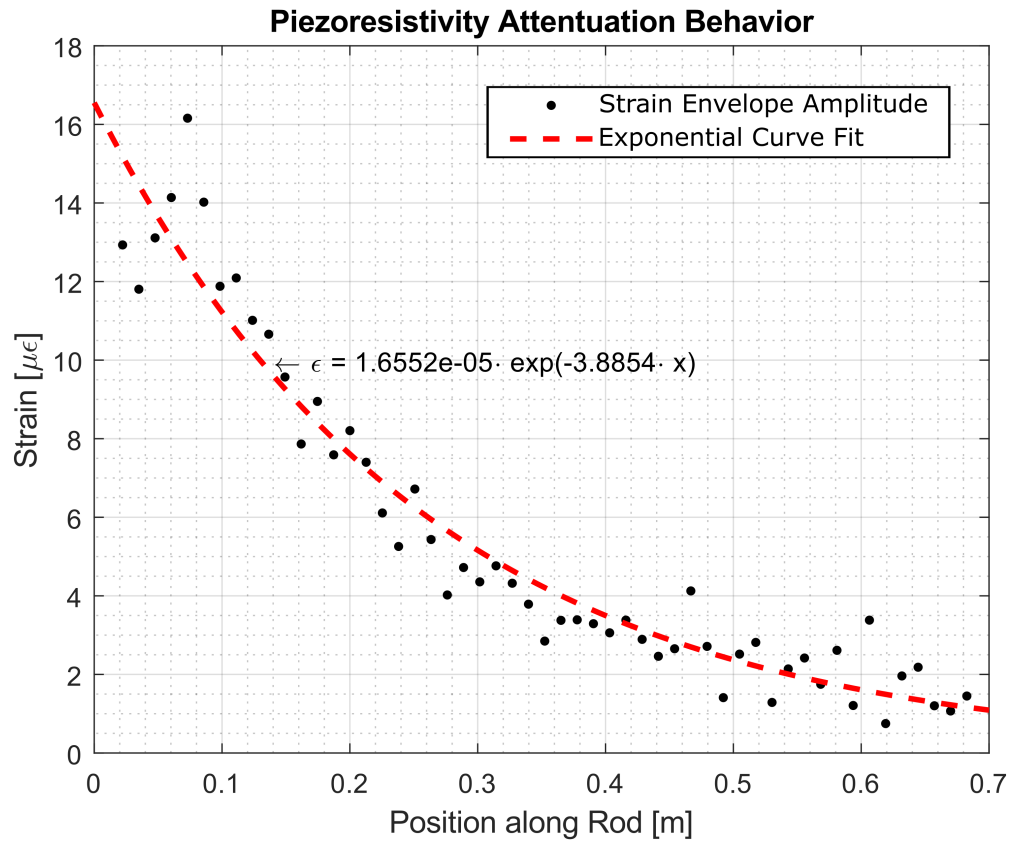 Piezoresistivity Attentuation Behavior
Strain Envelope Amplitude
Exponential Curve Fit
← ϵ = 1.6552e-05· exp(-3.8854· x)
Strain [μϵ]
18
16
14
12
10
8
6
4
2
0
0 0.1 0.2 0.3 0.4 0.5 0.6 0.7
Position along Rod [m]